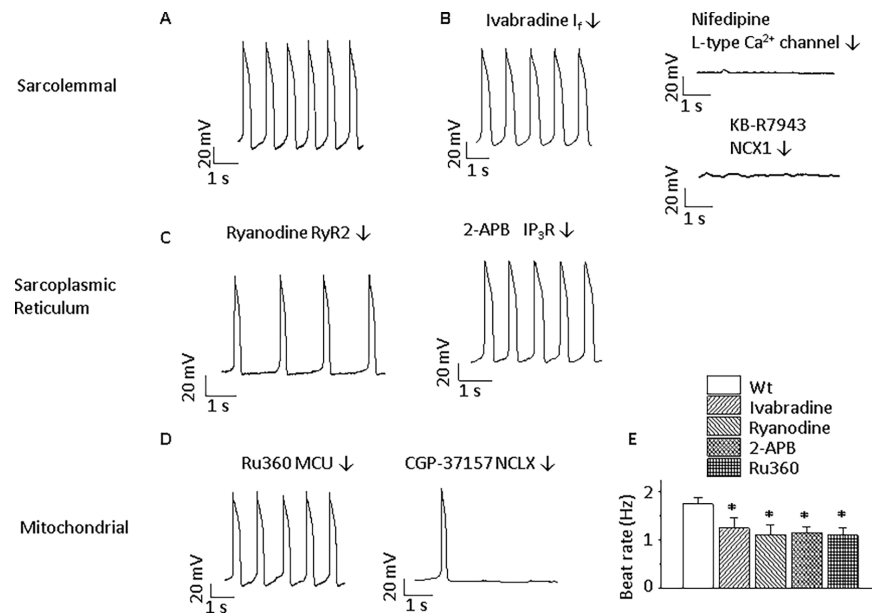 A
B
Ivabradine If ↓
Nifedipine
L-type Ca²⁺ channel ↓
Sarcolemmal
20 mV
1 s
20 mV
1 s
20 mV
1 s
KB-R7943
NCX1 ↓
20 mV
1 s
C
Ryanodine RyR2 ↓
2-APB IP₃R ↓
Sarcoplasmic
Reticulum
20 mV
1 s
20 mV
1 s
D
Ru360 MCU ↓
CGP-37157 NCLX ↓
Mitochondrial
20 mV
1 s
20 mV
1 s
E
Wt
Ivabradine
Ryanodine
2-APB
Ru360
Beat rate (Hz)
2
1
0
* * * *